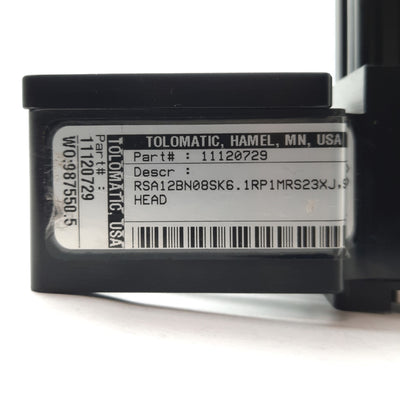 TOLOMATIC, HAMEL, MN, USA
Part# : 11120729
Descr :
RSA12BN08SK6.1RP1MRS23XJ.9
HEAD
TOLOMATIC, USA
Part#:
11120729
WO:987550.5